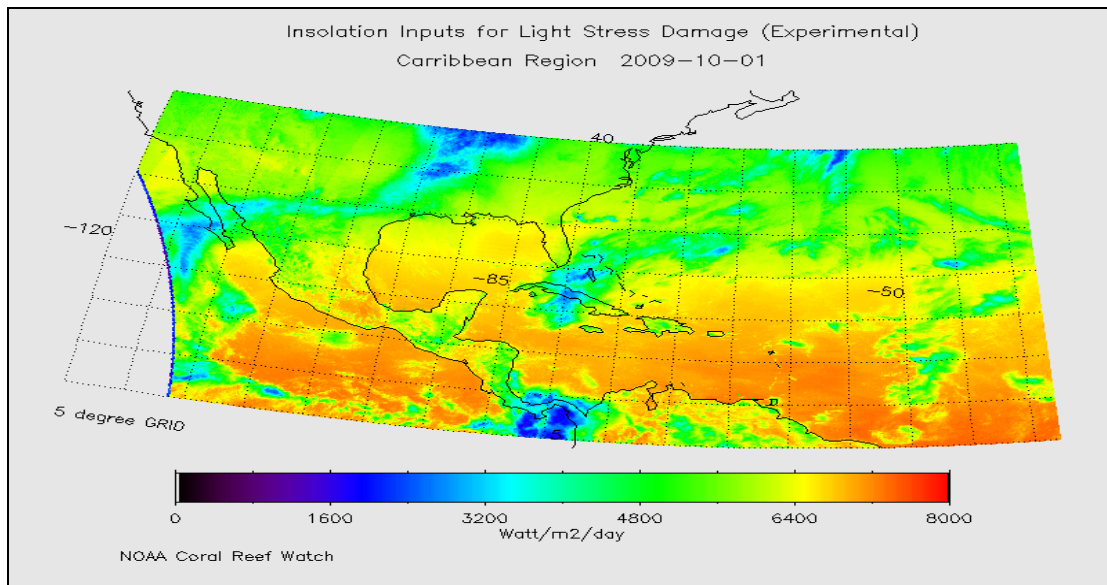 Insolation Inputs for Light Stress Damage (Experimental)
Carribbean Region 2009-10-01
40
-120
-85
-50
5
5 degree GRID
0 1600 3200 4800 6400 8000
Watt/m2/day
NOAA Coral Reef Watch